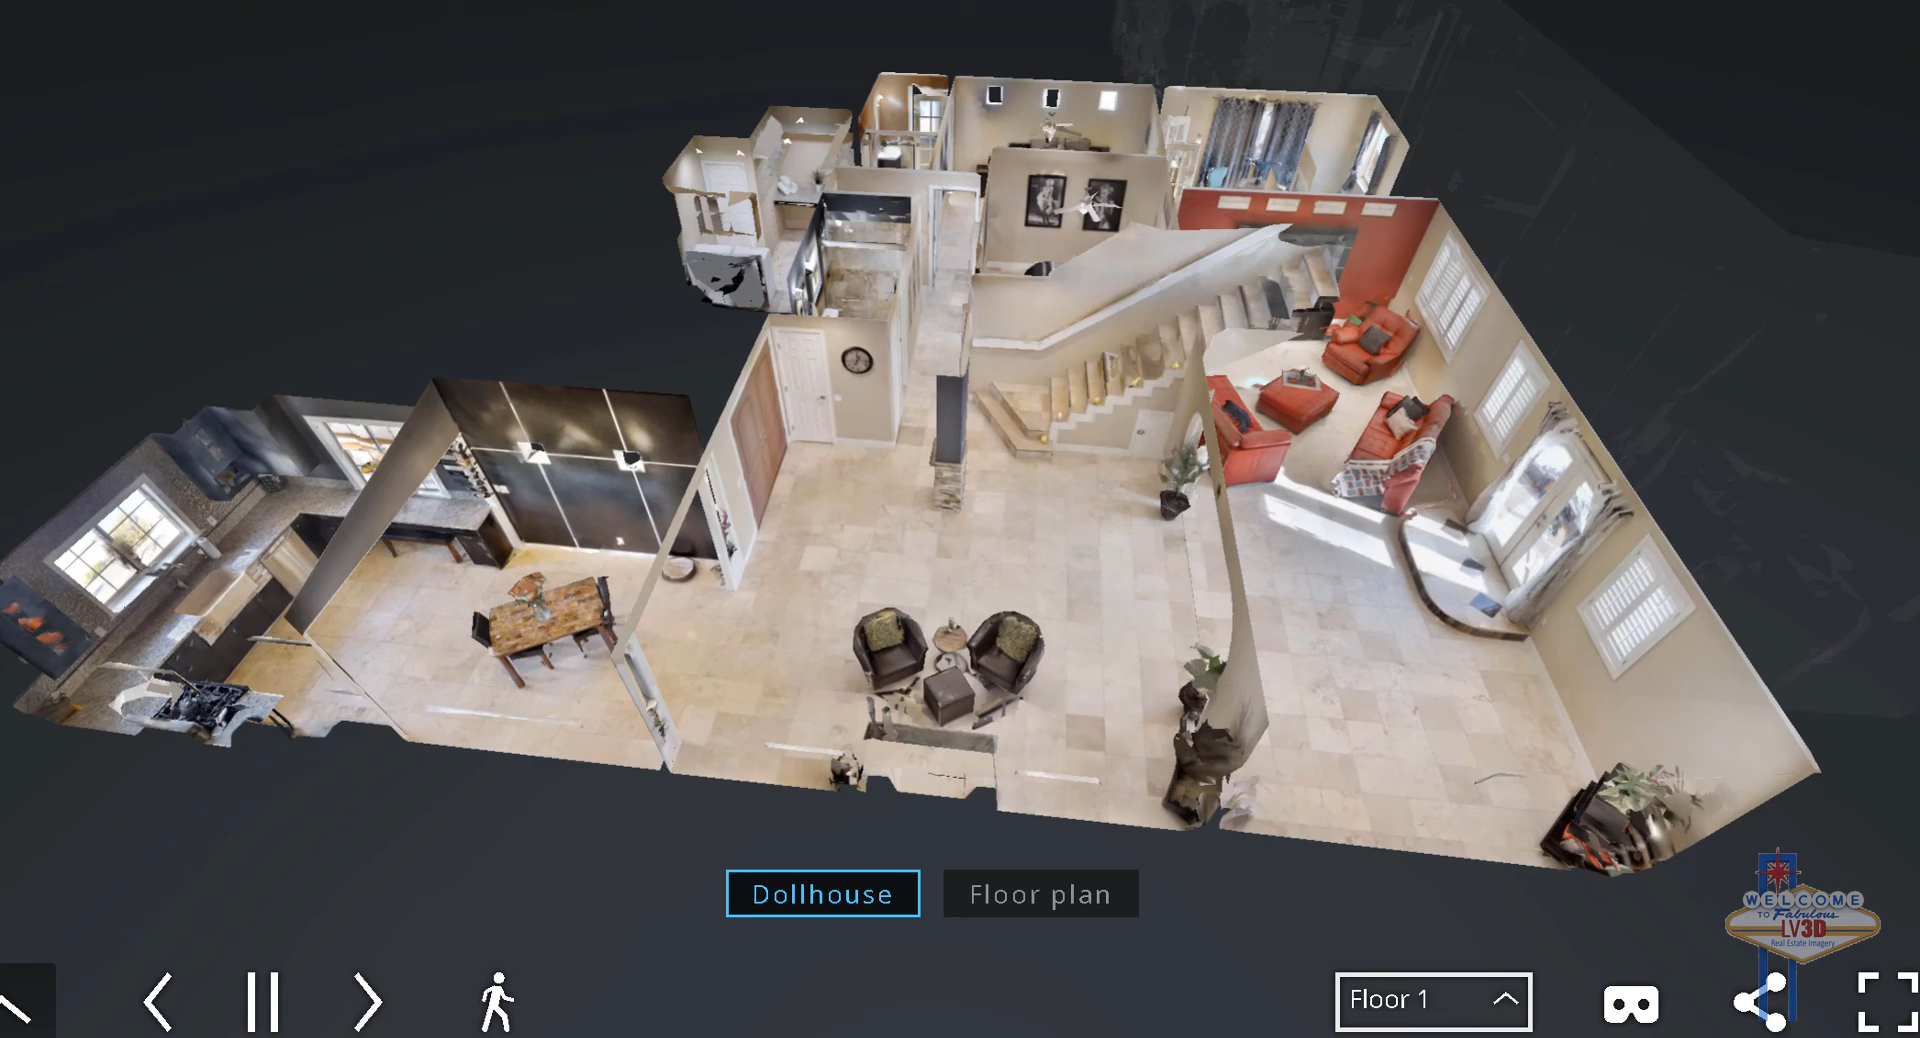 Dollhouse
Floor plan
WELCOME
TO Fabulous
LV3D
Real Estate Imagery
Floor 1